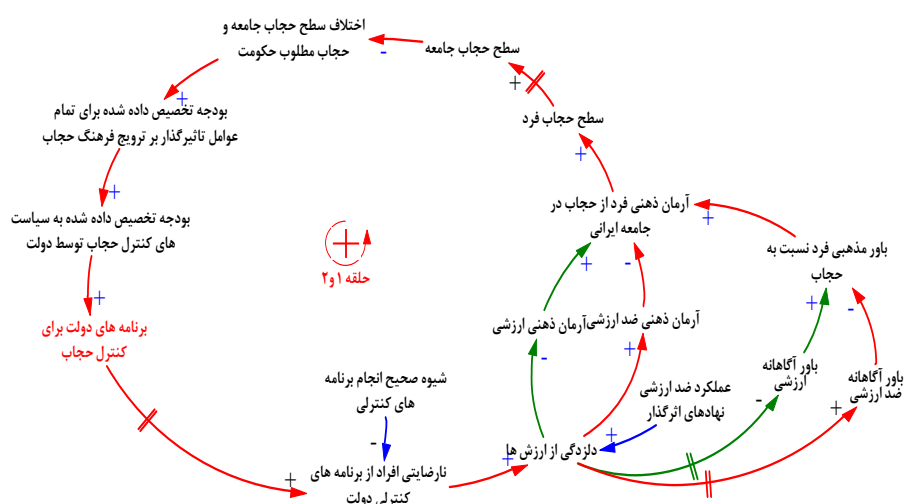 اختلاف سطح حجاب جامعه و
حجاب مطلوب حکومت
-
سطح حجاب جامعه
+
سطح حجاب فرد
+
+
بودجه تخصیص داده شده برای تمام
عوامل تاثیرگذار بر ترویج فرهنگ حجاب
+
بودجه تخصیص داده شده به سیاست
های کنترل حجاب توسط دولت
+
برنامه های دولت برای
کنترل حجاب
+
حلقه ۱ و۲
آرمان ذهنی فرد از حجاب در
جامعه ایرانی
+
+
-
باور مذهبی فرد نسبت به
حجاب
+
-
آرمان ذهنی ضد ارزشی
+
آرمان ذهنی ارزشی
-
باور آگاهانه
ارزشی
-
باور آگاهانه
ضد ارزشی
+
شیوه صحیح انجام برنامه
های کنترلی
-
عملکرد ضد ارزشی
نهادهای اثرگذار
+
دلزدگی از ارزش ها
+
نارضایتی افراد از برنامه های
کنترلی دولت
+